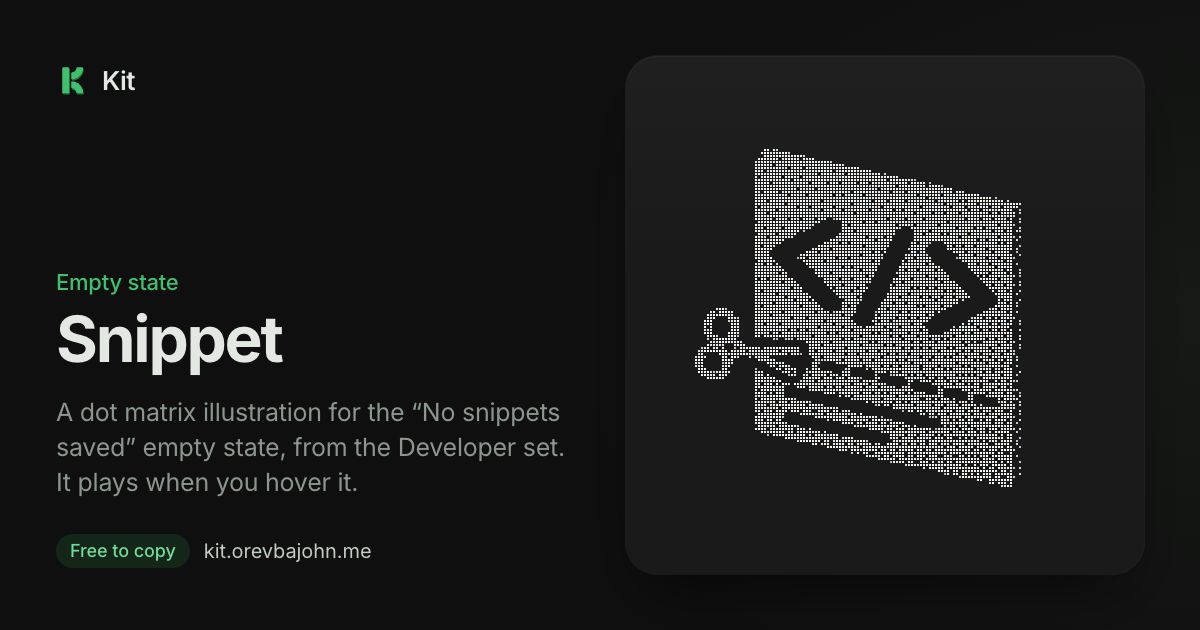 Kit
Empty state
Snippet
A dot matrix illustration for the “No snippets
saved” empty state, from the Developer set.
It plays when you hover it.
Free to copy
kit.orevbajohn.me
</>